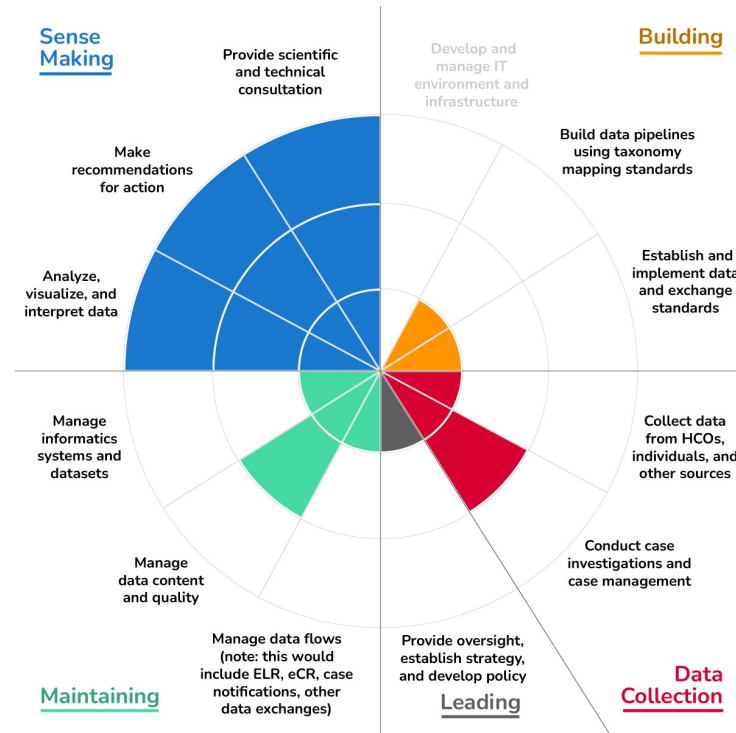 Sense
Making
Provide scientific
and technical
consultation
Develop and
manage IT
environment and
infrastructure
Building
Make
recommendations
for action
Build data pipelines
using taxonomy
mapping standards
Analyze,
visualize, and
interpret data
Establish and
implement data
and exchange
standards
Manage
informatics
systems and
datasets
Collect data
from HCOs,
individuals, and
other sources
Manage
data content
and quality
Conduct case
investigations and
case management
Manage data flows
(note: this would
include ELR, eCR, case
notifications, other
data exchanges)
Provide oversight,
establish strategy,
and develop policy
Maintaining
Leading
Data
Collection